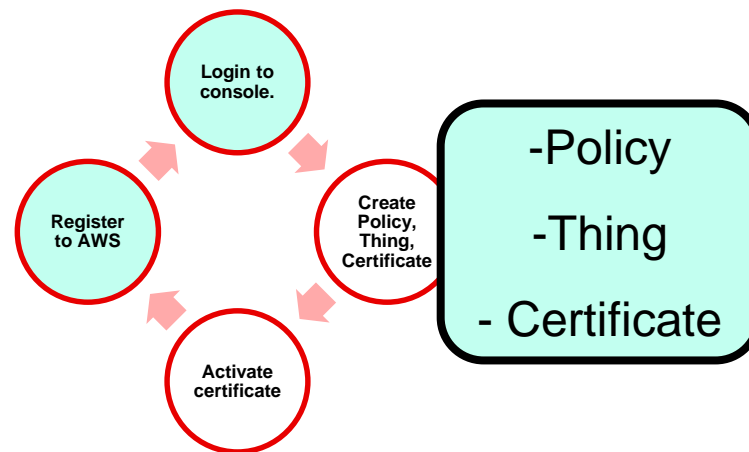 Login to
console.
Register
to AWS
Create
Policy,
Thing,
Certificate
Activate
certificate
-Policy
-Thing
- Certificate